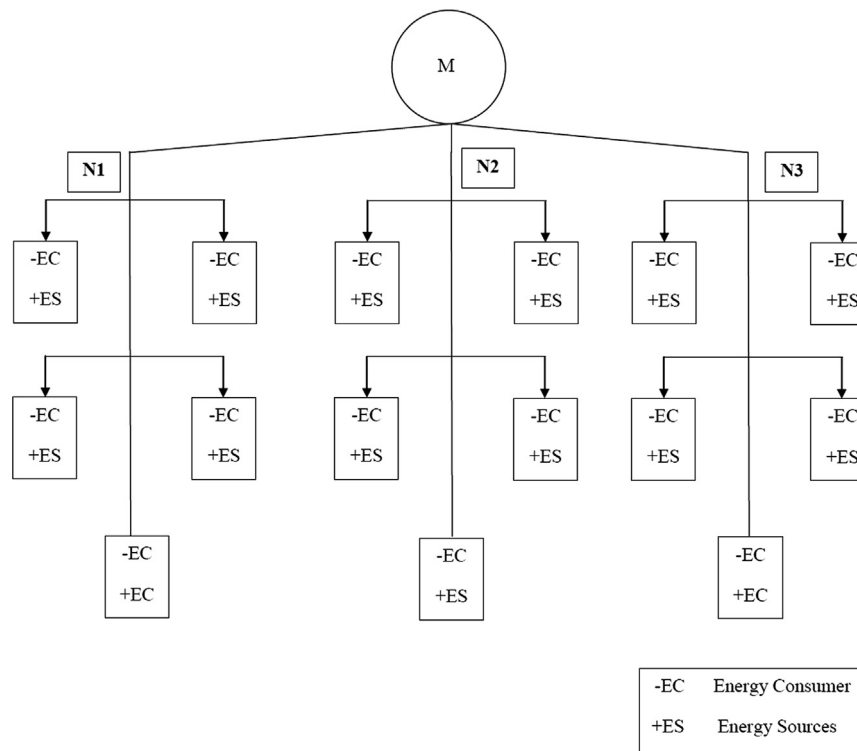 M
N1
N2
N3
-EC
+ES
-EC
+ES
-EC
+ES
-EC
+ES
-EC
+ES
-EC
+ES
-EC
+ES
-EC
+ES
-EC
+ES
-EC
+ES
-EC
+ES
-EC
+ES
-EC
+EC
-EC
+ES
-EC
+EC
-EC Energy Consumer
+ES Energy Sources